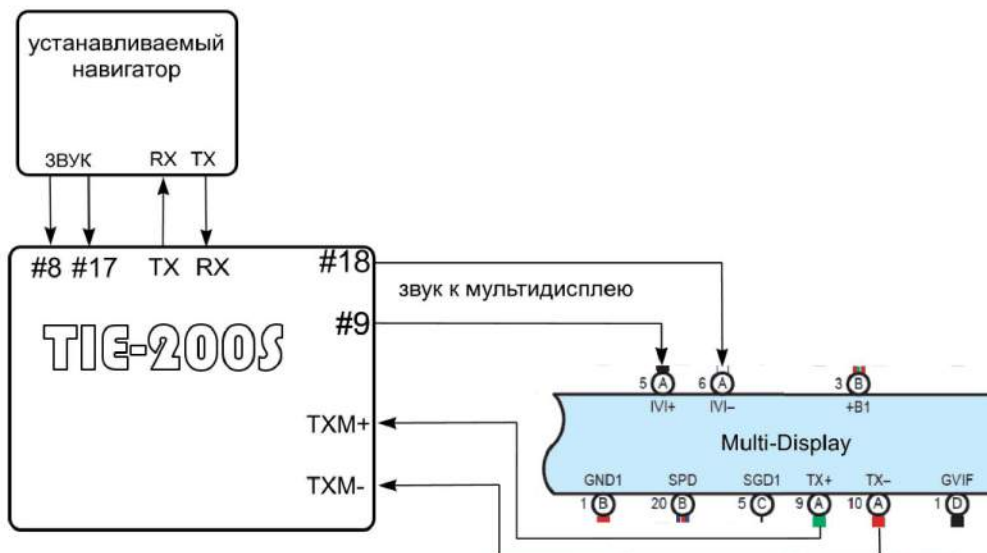 устанавливаемый
навигатор
ЗВУК RX TX
#8 #17 TX RX
#18
звук к мультидисплею
#9
TIE-200S
5 A 6 A 3 B
IVI+ IVI– +B1
TXM+
Multi-Display
TXM-
GND1 SPD SGD1 TX+ TX– GVIF
1 B 20 B 5 C 9 A 10 A 1 D